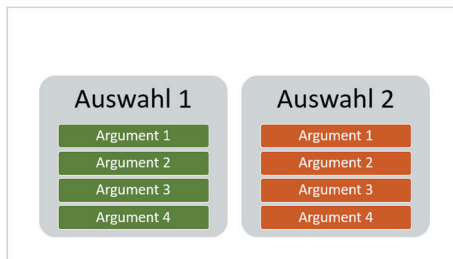 Auswahl 1
Argument 1
Argument 2
Argument 3
Argument 4
Auswahl 2
Argument 1
Argument 2
Argument 3
Argument 4